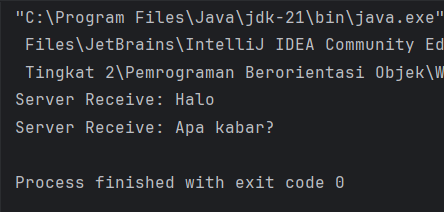 "C:\Program Files\Java\jdk-21\bin\java.exe"
Files\JetBrains\IntelliJ IDEA Community Ed
Tingkat 2\Pemrograman Berorientasi Objek\W
Server Receive: Halo
Server Receive: Apa kabar?
Process finished with exit code 0